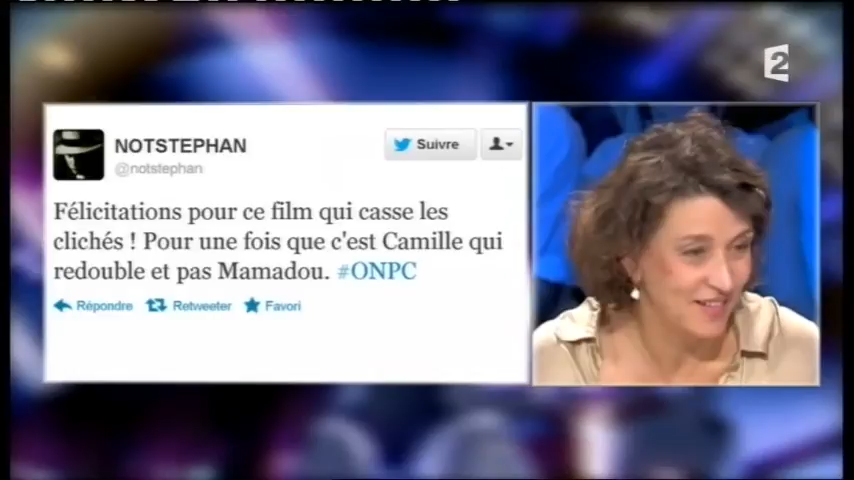 2
NOTSTEPHAN
Suivre
@notstephan
Félicitations pour ce film qui casse les
clichés ! Pour une fois que c'est Camille qui
redouble et pas Mamadou. #ONPC
Répondre Retweeter Favori